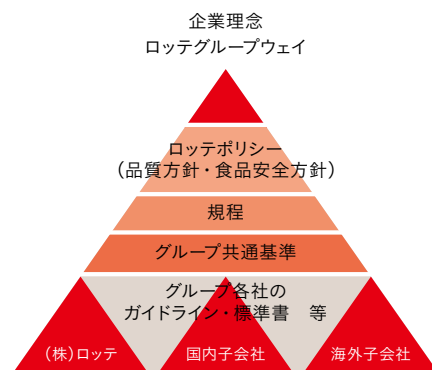 企業理念
ロッテグループウェイ
ロッテポリシー
(品質方針・食品安全方針)
規程
グループ共通基準
グループ各社の
ガイドライン・標準書　等
(株)ロッテ
国内子会社
海外子会社